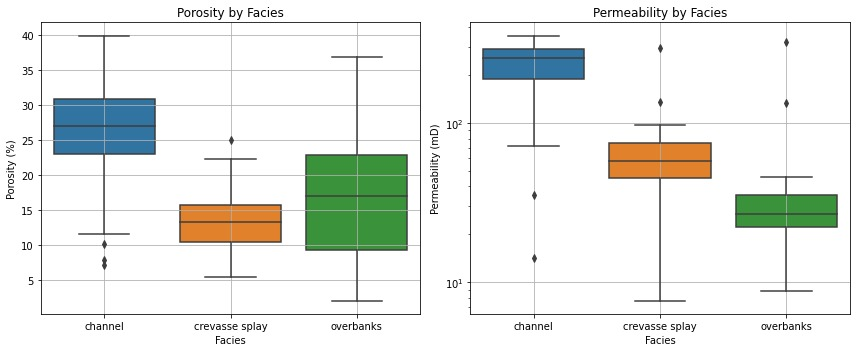 Porosity by Facies
Porosity (%)
40
35
30
25
20
15
10
5
channel crevasse splay overbanks
Facies
Permeability by Facies
Permeability (mD)
10²
10¹
channel crevasse splay overbanks
Facies